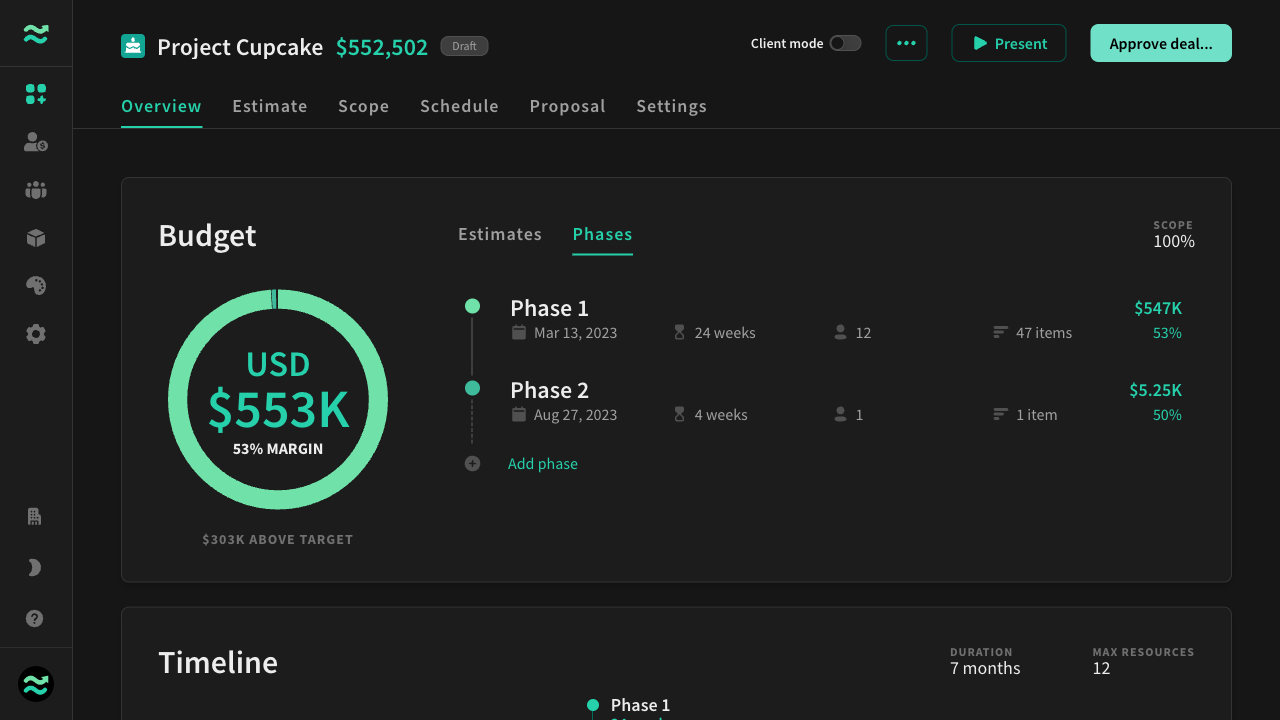 Project Cupcake $552,502 Draft
Client mode
Present
Approve deal...
Overview Estimate Scope Schedule Proposal Settings
Budget
Estimates Phases
SCOPE
100%
USD
$553K
53% MARGIN
$303K ABOVE TARGET
Phase 1 $547K
Mar 13, 2023 24 weeks 12 47 items 53%
Phase 2 $5.25K
Aug 27, 2023 4 weeks 1 1 item 50%
Add phase
Timeline
DURATION
7 months
MAX RESOURCES
12
Phase 1